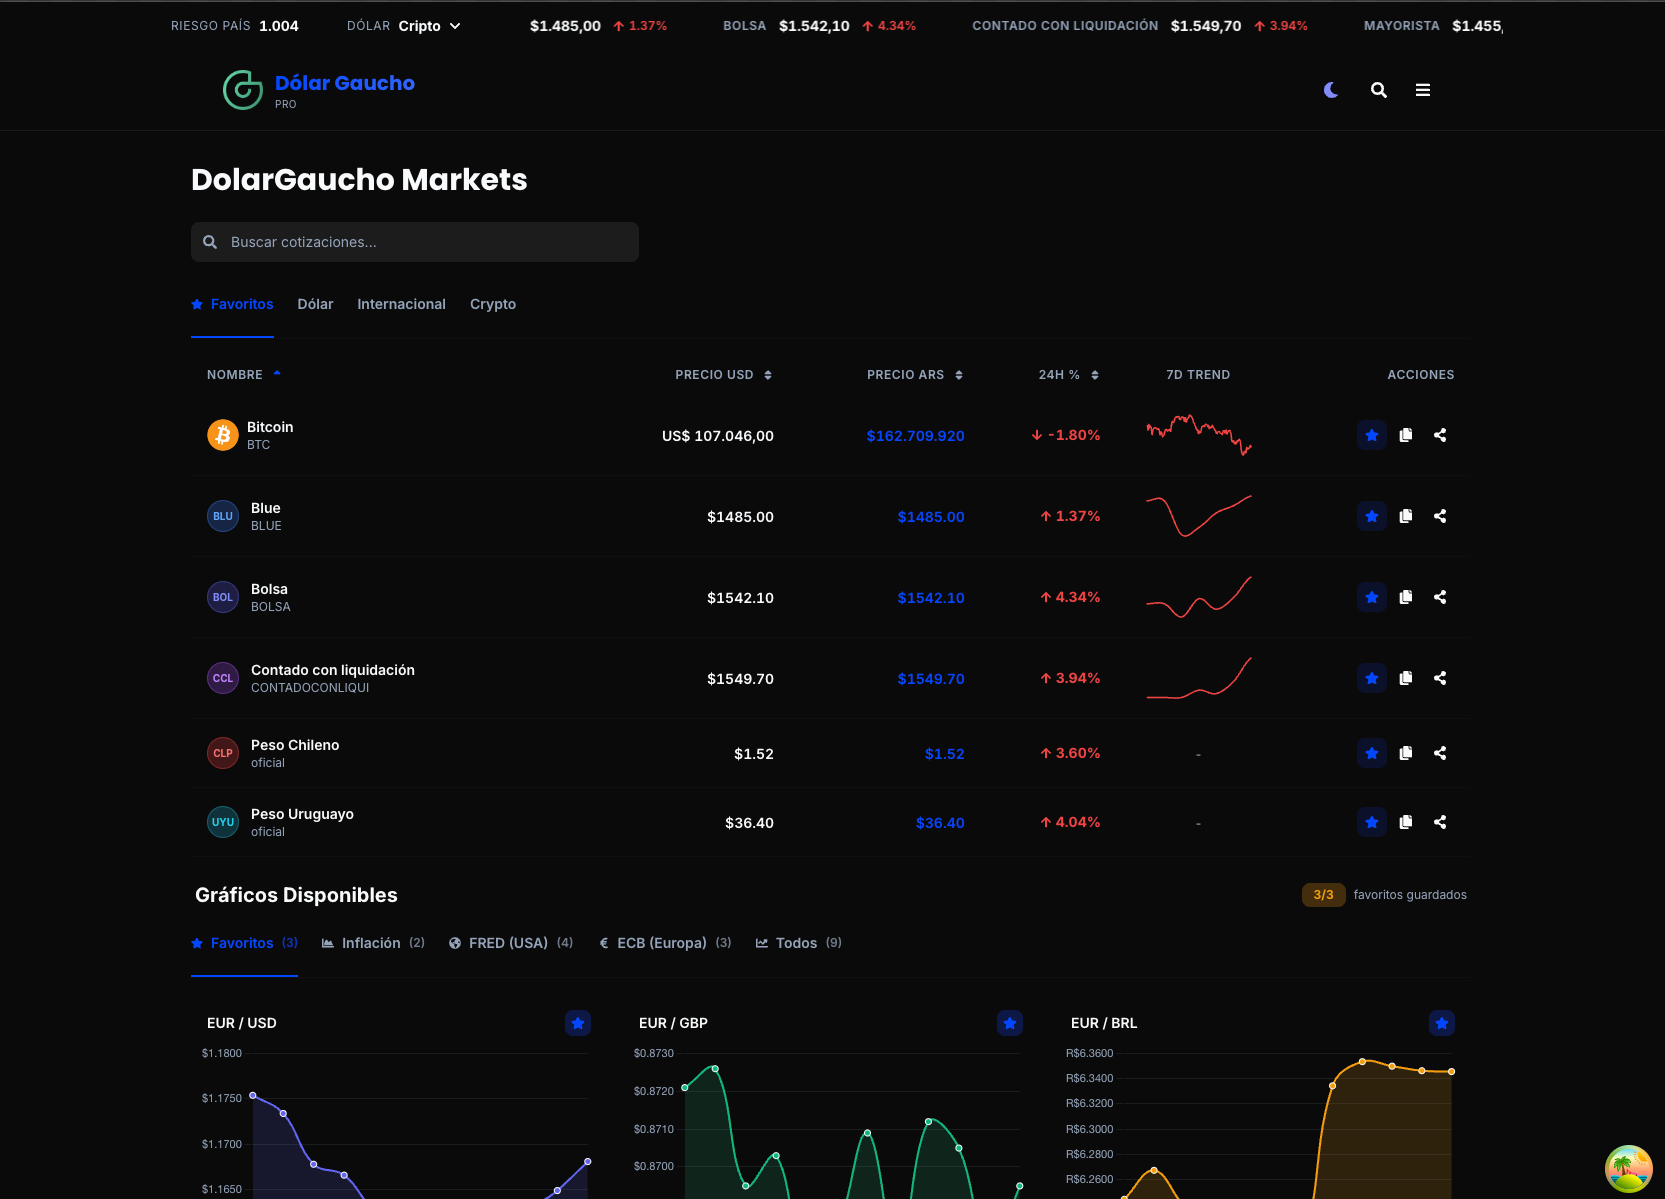 RIESGO PAÍS 1.004 DÓLAR Cripto $1.485,00 1.37% BOLSA $1.542,10 4.34% CONTADO CON LIQUIDACIÓN $1.549,70 3.94% MAYORISTA $1.455,
Dólar Gaucho
PRO
DolarGaucho Markets
Buscar cotizaciones...
Favoritos Dólar Internacional Crypto
NOMBRE PRECIO USD PRECIO ARS 24H % 7D TREND ACCIONES
Bitcoin
BTC
US$ 107.046,00 $162.709.920 -1.80%
BLU Blue
BLUE
$1485.00 $1485.00 1.37%
BOL Bolsa
BOLSA
$1542.10 $1542.10 4.34%
CCL Contado con liquidación
CONTADOCONLIQUI
$1549.70 $1549.70 3.94%
CLP Peso Chileno
oficial
$1.52 $1.52 3.60% -
UYU Peso Uruguayo
oficial
$36.40 $36.40 4.04% -
Gráficos Disponibles 3/3 favoritos guardados
Favoritos (3) Inflación (2) FRED (USA) (4) € ECB (Europa) (3) Todos (9)
EUR / USD
$1.1800
$1.1750
$1.1700
$1.1650
EUR / GBP
$0.8730
$0.8720
$0.8710
$0.8700
EUR / BRL
R$6.3600
R$6.3400
R$6.3200
R$6.3000
R$6.2800
R$6.2600